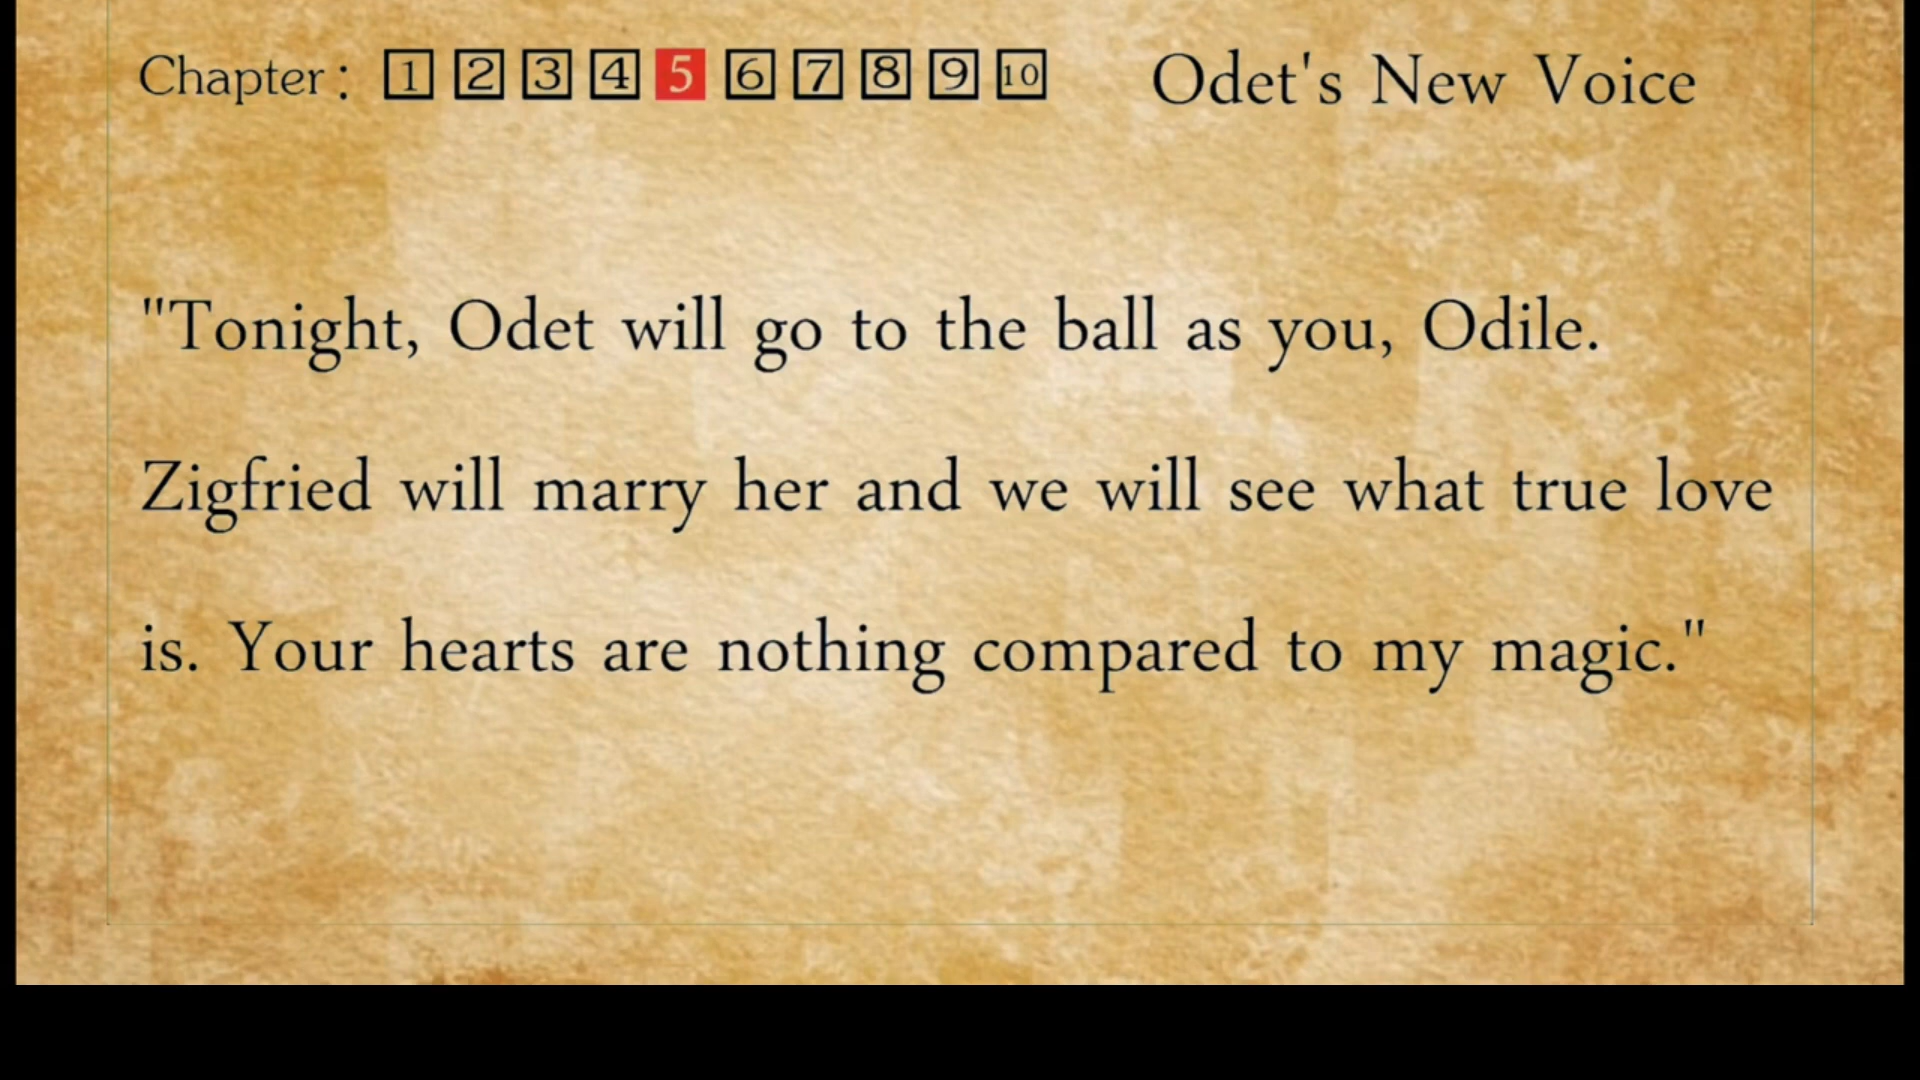 Chapter: 1 2 3 4 5 6 7 8 9 10 Odet's New Voice
"Tonight, Odet will go to the ball as you, Odile.
Zigfried will marry her and we will see what true love
is. Your hearts are nothing compared to my magic."